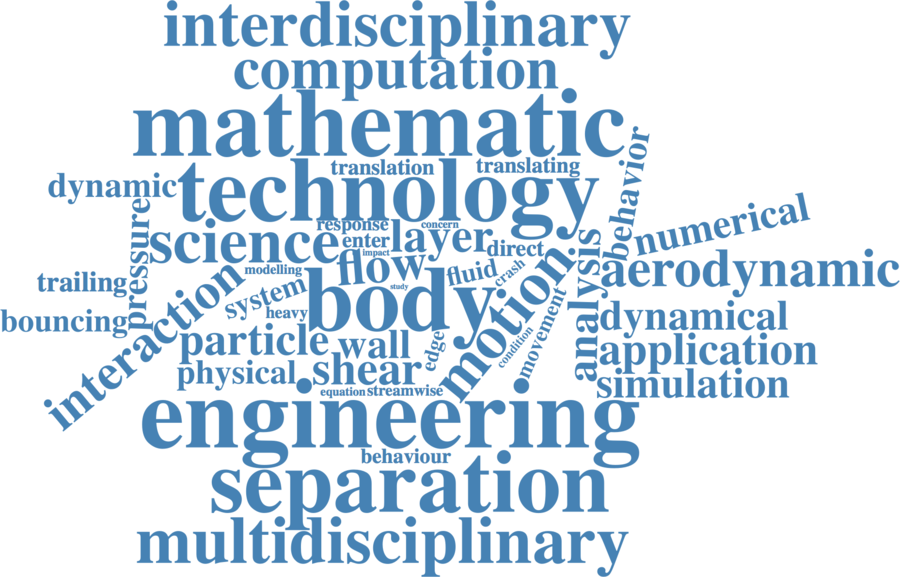 interdisciplinary
computation
mathematic
behavior
translation
translating
technology
dynamic
numerical
response
concern
pressure
science
enter
layer
direct
impact
analysis
flow
fluid
crash
aerodynamic
modelling
study
trailing
interaction
system
body
motion
heavy
bouncing
movement
dynamical
particle
wall
edge
condition
application
physical
shear
simulation
equation
streamwise
engineering
behaviour
separation
multidisciplinary